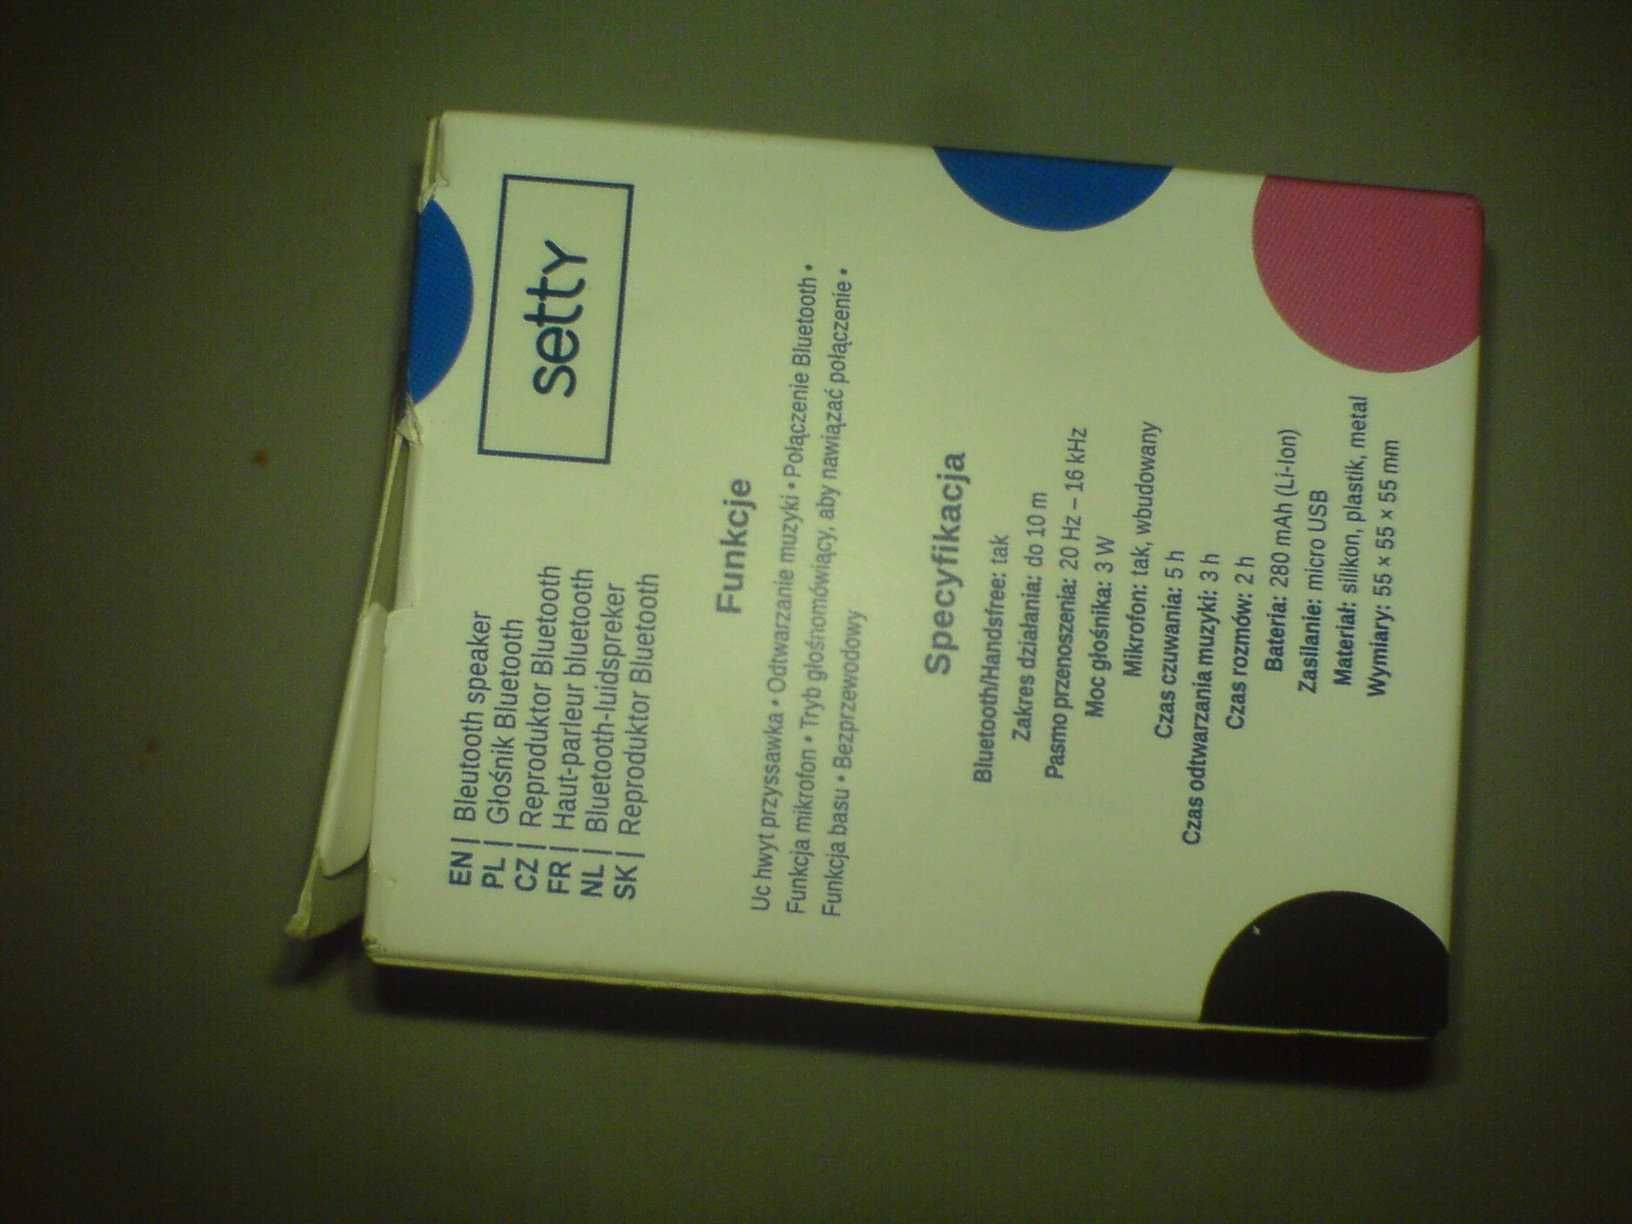 EN | Bleutooth speaker
PL | Głośnik Bluetooth
CZ | Reproduktor Bluetooth
FR | Haut-parleur bluetooth
NL | Bluetooth-luidspreker
SK | Reproduktor Bluetooth
setty
Funkcje
Uc hwyt przyssawka • Odtwarzanie muzyki • Połączenie Bluetooth •
Funkcja mikrofon • Tryb głośnomówiący, aby nawiązać połączenie •
Funkcja basu • Bezprzewodowy
Specyfikacja
Bluetooth/Handsfree: tak
Zakres działania: do 10 m
Pasmo przenoszenia: 20 Hz – 16 kHz
Moc głośnika: 3 W
Mikrofon: tak, wbudowany
Czas czuwania: 5 h
Czas odtwarzania muzyki: 3 h
Czas rozmów: 2 h
Bateria: 280 mAh (Li-Ion)
Zasilanie: micro USB
Materiał: silikon, plastik, metal
Wymiary: 55 × 55 × 55 mm